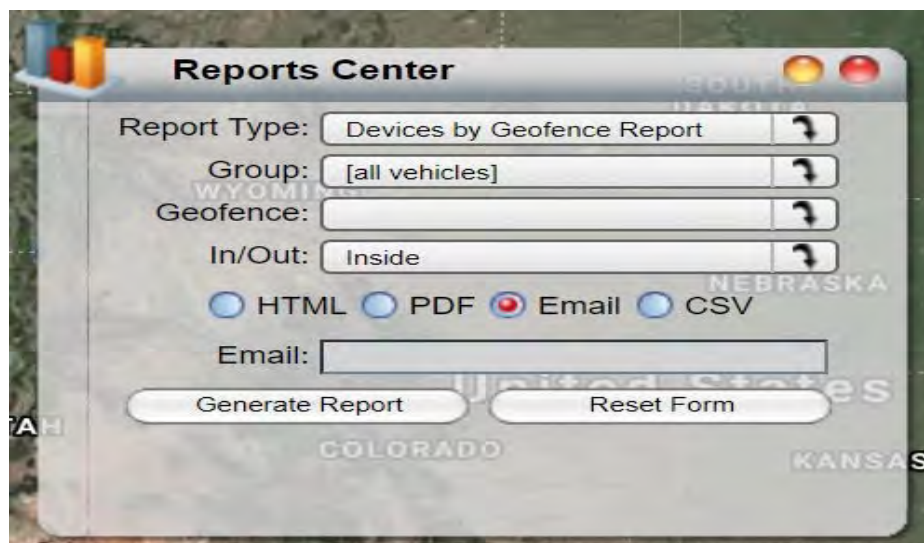 Reports Center
SOUTH
DAKOTA
Report Type: Devices by Geofence Report
Group: [all vehicles]
WYOMING
Geofence:
In/Out: Inside
NEBRASKA
HTML PDF Email CSV
Email:
United States
Generate Report Reset Form
TAH
COLORADO
KANSAS